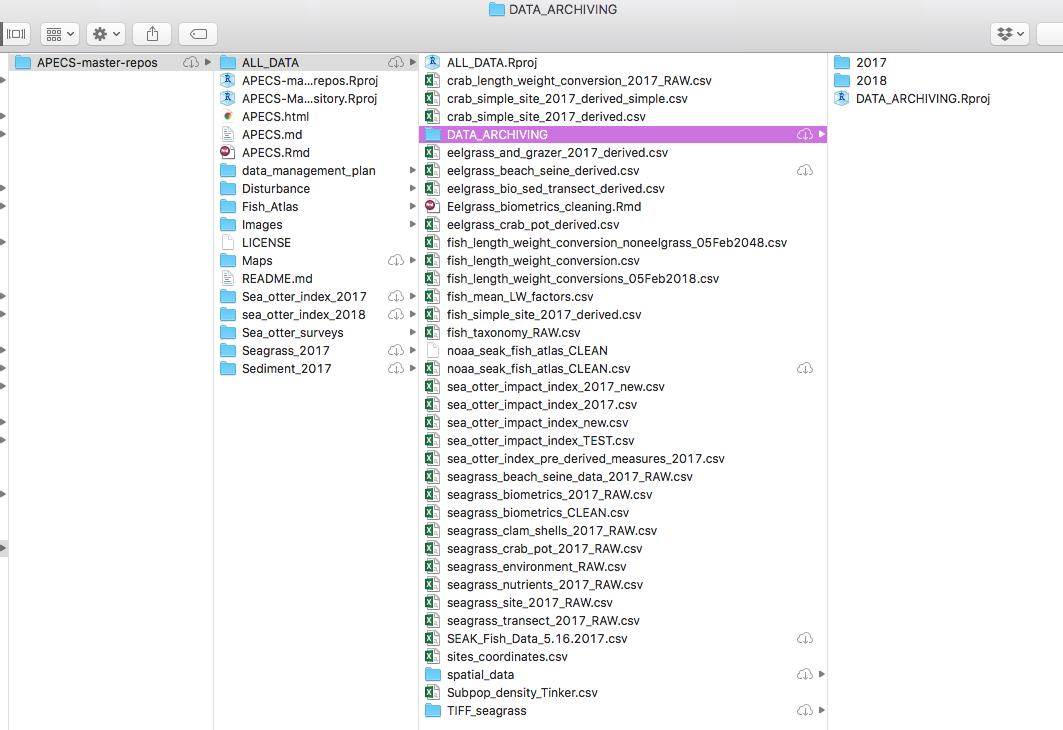 DATA_ARCHIVING
APECS-master-repos
ALL_DATA
APECS-ma...repos.Rproj
APECS-Ma...sitory.Rproj
APECS.html
APECS.md
APECS.Rmd
data_management_plan
Disturbance
Fish_Atlas
Images
LICENSE
Maps
README.md
Sea_otter_index_2017
sea_otter_index_2018
Sea_otter_surveys
Seagrass_2017
Sediment_2017
ALL_DATA.Rproj
crab_length_weight_conversion_2017_RAW.csv
crab_simple_site_2017_derived_simple.csv
crab_simple_site_2017_derived.csv
DATA_ARCHIVING
eelgrass_and_grazer_2017_derived.csv
eelgrass_beach_seine_derived.csv
eelgrass_bio_sed_transect_derived.csv
Eelgrass_biometrics_cleaning.Rmd
eelgrass_crab_pot_derived.csv
fish_length_weight_conversion_noneelgrass_05Feb2048.csv
fish_length_weight_conversion.csv
fish_length_weight_conversions_05Feb2018.csv
fish_mean_LW_factors.csv
fish_simple_site_2017_derived.csv
fish_taxonomy_RAW.csv
noaa_seak_fish_atlas_CLEAN
noaa_seak_fish_atlas_CLEAN.csv
sea_otter_impact_index_2017_new.csv
sea_otter_impact_index_2017.csv
sea_otter_impact_index_new.csv
sea_otter_impact_index_TEST.csv
sea_otter_index_pre_derived_measures_2017.csv
seagrass_beach_seine_data_2017_RAW.csv
seagrass_biometrics_2017_RAW.csv
seagrass_biometrics_CLEAN.csv
seagrass_clam_shells_2017_RAW.csv
seagrass_crab_pot_2017_RAW.csv
seagrass_environment_RAW.csv
seagrass_nutrients_2017_RAW.csv
seagrass_site_2017_RAW.csv
seagrass_transect_2017_RAW.csv
SEAK_Fish_Data_5.16.2017.csv
sites_coordinates.csv
spatial_data
Subpop_density_Tinker.csv
TIFF_seagrass
2017
2018
DATA_ARCHIVING.Rproj